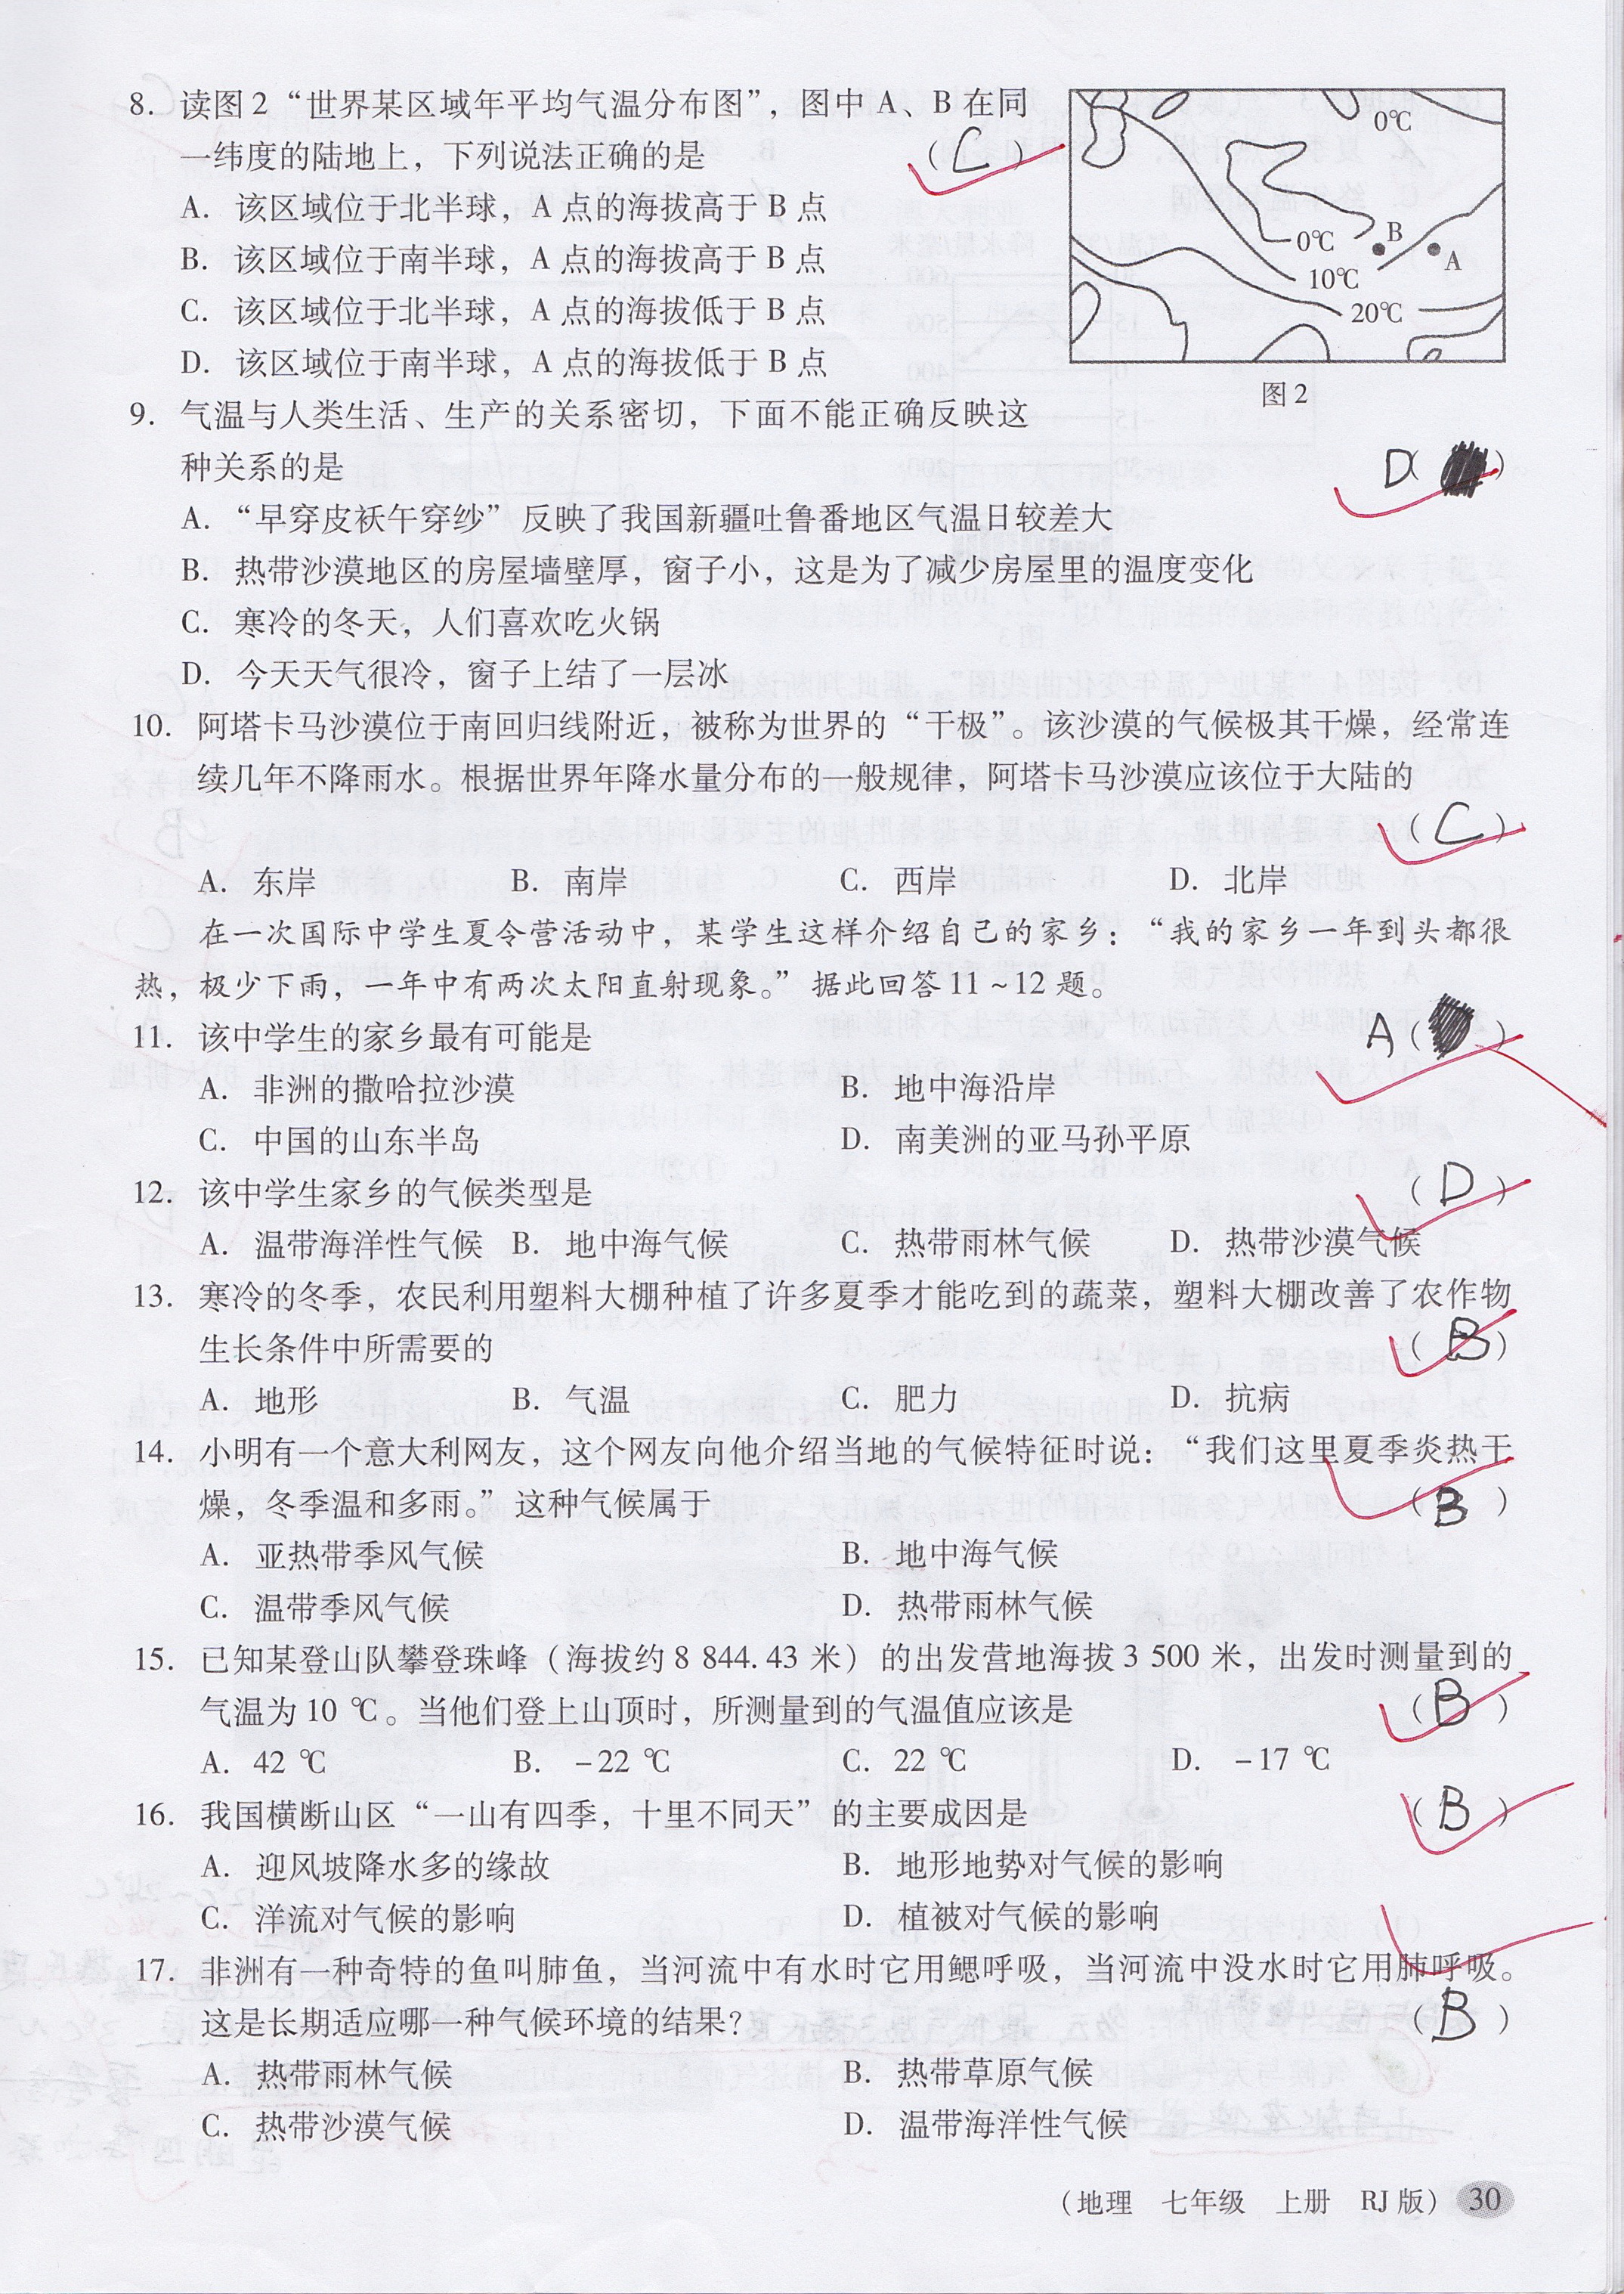 8. 读图2“世界某区域年平均气温分布图”，图中A、B在同
一纬度的陆地上，下列说法正确的是 （C）
A. 该区域位于北半球，A点的海拔高于B点
B. 该区域位于南半球，A点的海拔高于B点
C. 该区域位于北半球，A点的海拔低于B点
D. 该区域位于南半球，A点的海拔低于B点
0℃
0℃
B
A
10℃
20℃
图2
9. 气温与人类生活、生产的关系密切，下面不能正确反映这
种关系的是 D（ ）
A. “早穿皮袄午穿纱”反映了我国新疆吐鲁番地区气温日较差大
B. 热带沙漠地区的房屋墙壁厚，窗子小，这是为了减少房屋里的温度变化
C. 寒冷的冬天，人们喜欢吃火锅
D. 今天天气很冷，窗子上结了一层冰
10. 阿塔卡马沙漠位于南回归线附近，被称为世界的“干极”。该沙漠的气候极其干燥，经常连
续几年不降雨水。根据世界年降水量分布的一般规律，阿塔卡马沙漠应该位于大陆的
（C）
A. 东岸 B. 南岸 C. 西岸 D. 北岸
在一次国际中学生夏令营活动中，某学生这样介绍自己的家乡：“我的家乡一年到头都很
热，极少下雨，一年中有两次太阳直射现象。”据此回答11～12题。
11. 该中学生的家乡最有可能是 A（ ）
A. 非洲的撒哈拉沙漠 B. 地中海沿岸
C. 中国的山东半岛 D. 南美洲的亚马孙平原
12. 该中学生家乡的气候类型是 （D）
A. 温带海洋性气候 B. 地中海气候 C. 热带雨林气候 D. 热带沙漠气候
13. 寒冷的冬季，农民利用塑料大棚种植了许多夏季才能吃到的蔬菜，塑料大棚改善了农作物
生长条件中所需要的 （B）
A. 地形 B. 气温 C. 肥力 D. 抗病
14. 小明有一个意大利网友，这个网友向他介绍当地的气候特征时说：“我们这里夏季炎热干
燥，冬季温和多雨。”这种气候属于 （B）
A. 亚热带季风气候 B. 地中海气候
C. 温带季风气候 D. 热带雨林气候
15. 已知某登山队攀登珠峰（海拔约8 844.43 米）的出发营地海拔3 500 米，出发时测量到的
气温为10 ℃。当他们登上山顶时，所测量到的气温值应该是 （B）
A. 42 ℃ B. －22 ℃ C. 22 ℃ D. －17 ℃
16. 我国横断山区“一山有四季，十里不同天”的主要成因是 （B）
A. 迎风坡降水多的缘故 B. 地形地势对气候的影响
C. 洋流对气候的影响 D. 植被对气候的影响
17. 非洲有一种奇特的鱼叫肺鱼，当河流中有水时它用鳃呼吸，当河流中没水时它用肺呼吸。
这是长期适应哪一种气候环境的结果？ （B）
A. 热带雨林气候 B. 热带草原气候
C. 热带沙漠气候 D. 温带海洋性气候
（地理 七年级 上册 RJ版） 30